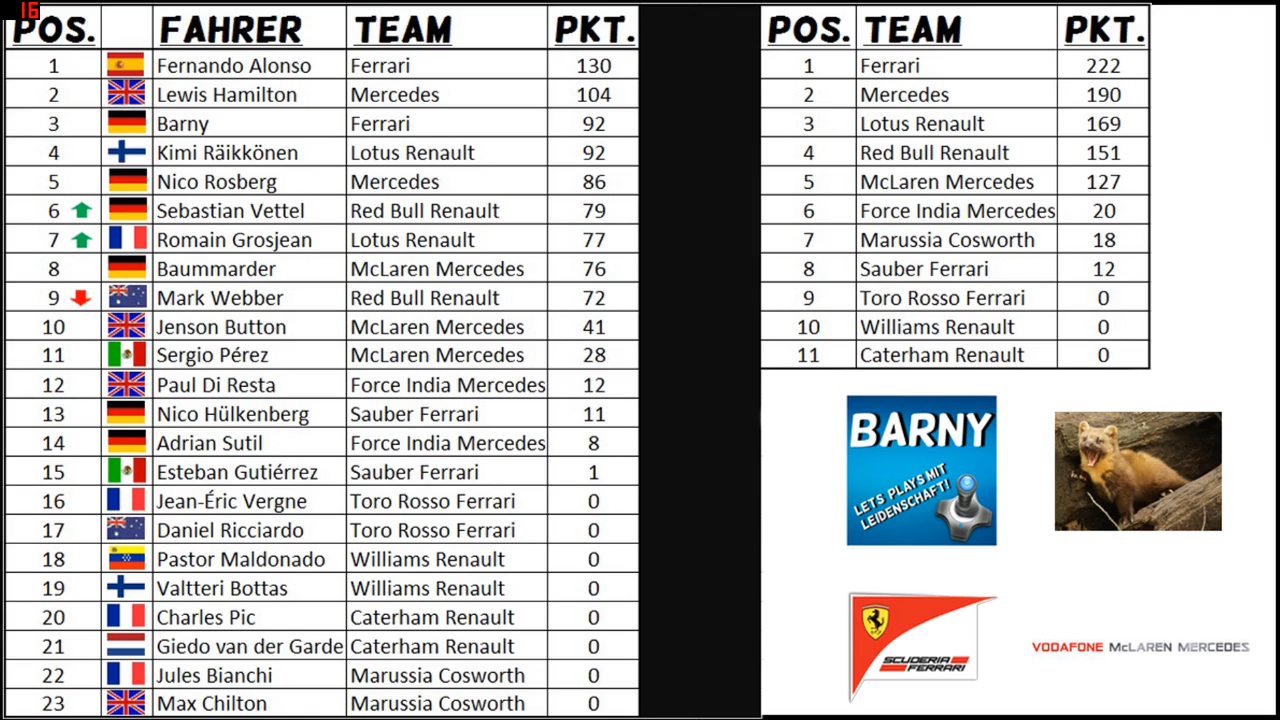 16
POS. FAHRER TEAM PKT.
1 Fernando Alonso Ferrari 130
2 Lewis Hamilton Mercedes 104
3 Barny Ferrari 92
4 Kimi Räikkönen Lotus Renault 92
5 Nico Rosberg Mercedes 86
6 Sebastian Vettel Red Bull Renault 79
7 Romain Grosjean Lotus Renault 77
8 Baummarder McLaren Mercedes 76
9 Mark Webber Red Bull Renault 72
10 Jenson Button McLaren Mercedes 41
11 Sergio Pérez McLaren Mercedes 28
12 Paul Di Resta Force India Mercedes 12
13 Nico Hülkenberg Sauber Ferrari 11
14 Adrian Sutil Force India Mercedes 8
15 Esteban Gutiérrez Sauber Ferrari 1
16 Jean-Éric Vergne Toro Rosso Ferrari 0
17 Daniel Ricciardo Toro Rosso Ferrari 0
18 Pastor Maldonado Williams Renault 0
19 Valtteri Bottas Williams Renault 0
20 Charles Pic Caterham Renault 0
21 Giedo van der Garde Caterham Renault 0
22 Jules Bianchi Marussia Cosworth 0
23 Max Chilton Marussia Cosworth 0
POS. TEAM PKT.
1 Ferrari 222
2 Mercedes 190
3 Lotus Renault 169
4 Red Bull Renault 151
5 McLaren Mercedes 127
6 Force India Mercedes 20
7 Marussia Cosworth 18
8 Sauber Ferrari 12
9 Toro Rosso Ferrari 0
10 Williams Renault 0
11 Caterham Renault 0
BARNY
LETS PLAYS MIT
LEIDENSCHAFT!
SCUDERIA
FERRARI
VODAFONE McLAREN MERCEDES